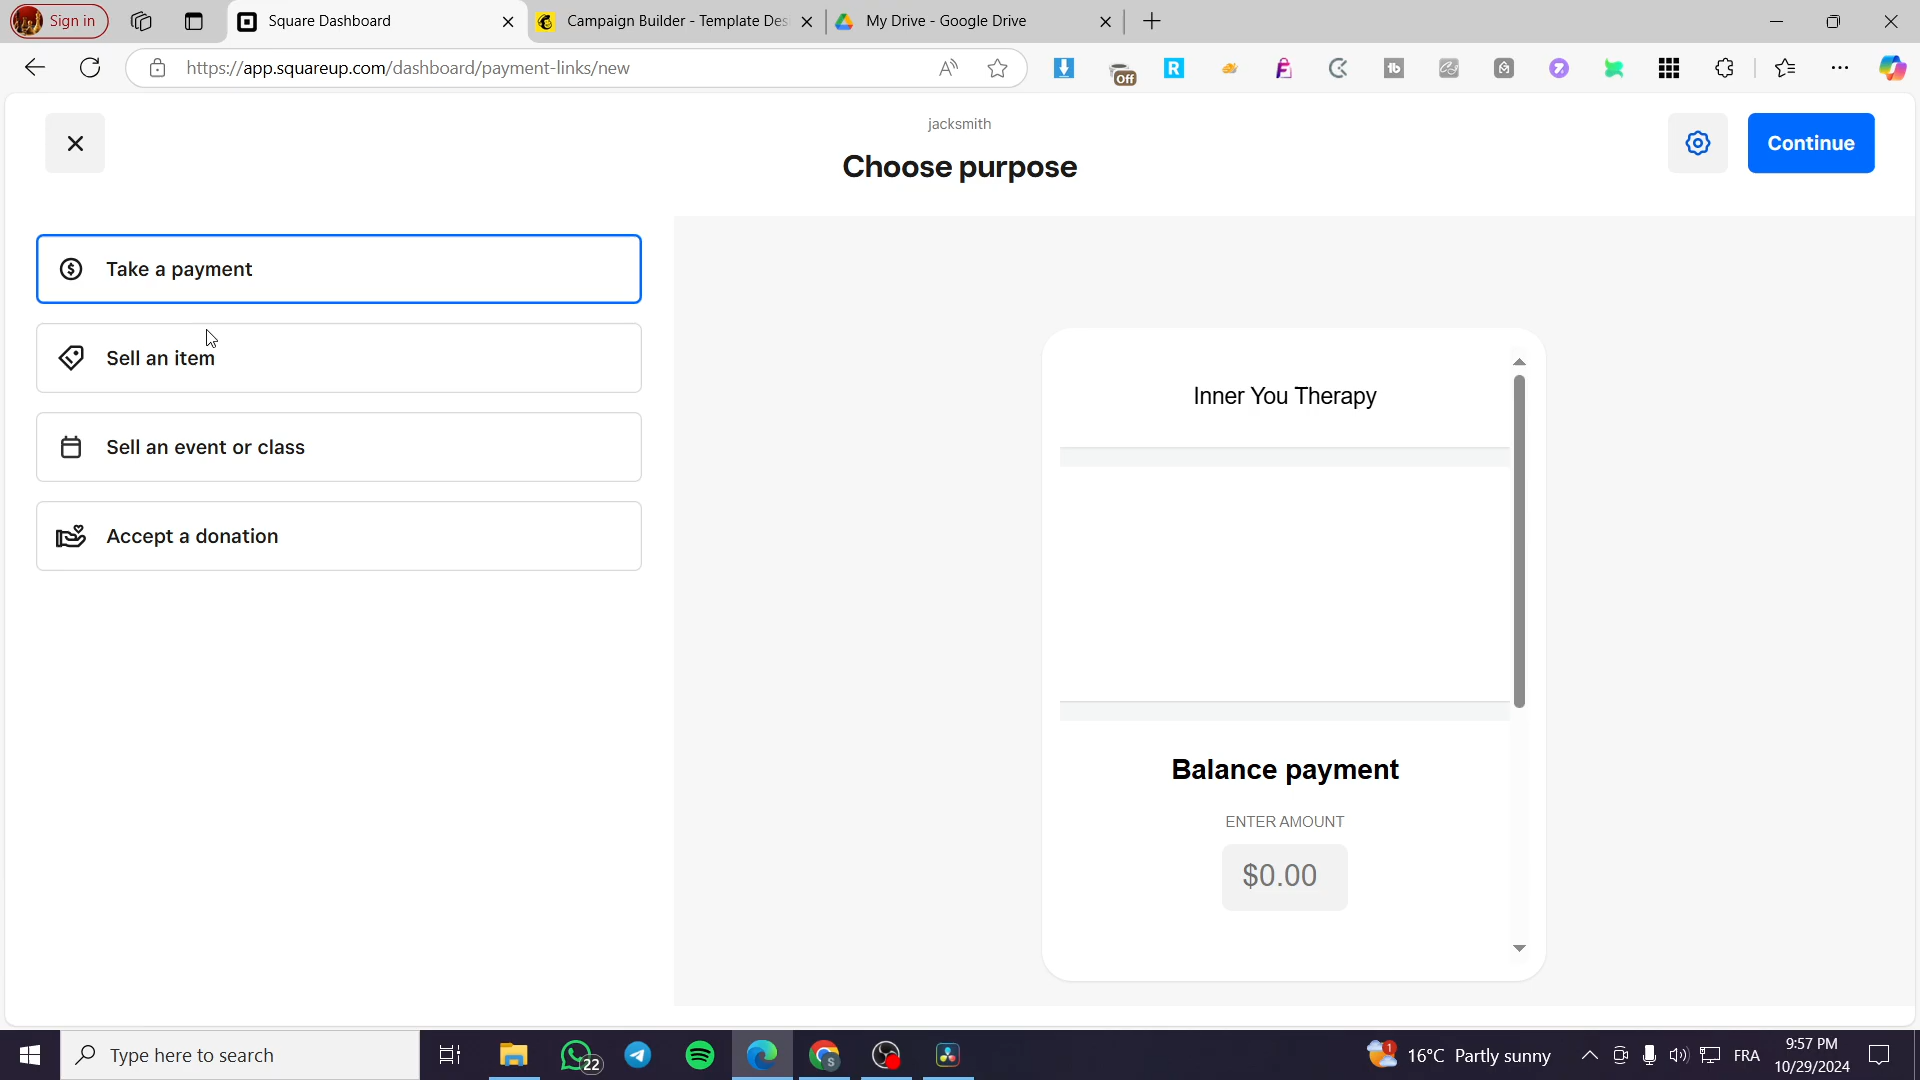 Sign in
Square Dashboard
Campaign Builder - Template Des
My Drive - Google Drive
https://app.squareup.com/dashboard/payment-links/new
Off
jacksmith
Choose purpose
Continue
Take a payment
Sell an item
Sell an event or class
Accept a donation
Inner You Therapy
Balance payment
ENTER AMOUNT
$0.00
Type here to search
22
1
16°C Partly sunny
FRA
9:57 PM
10/29/2024